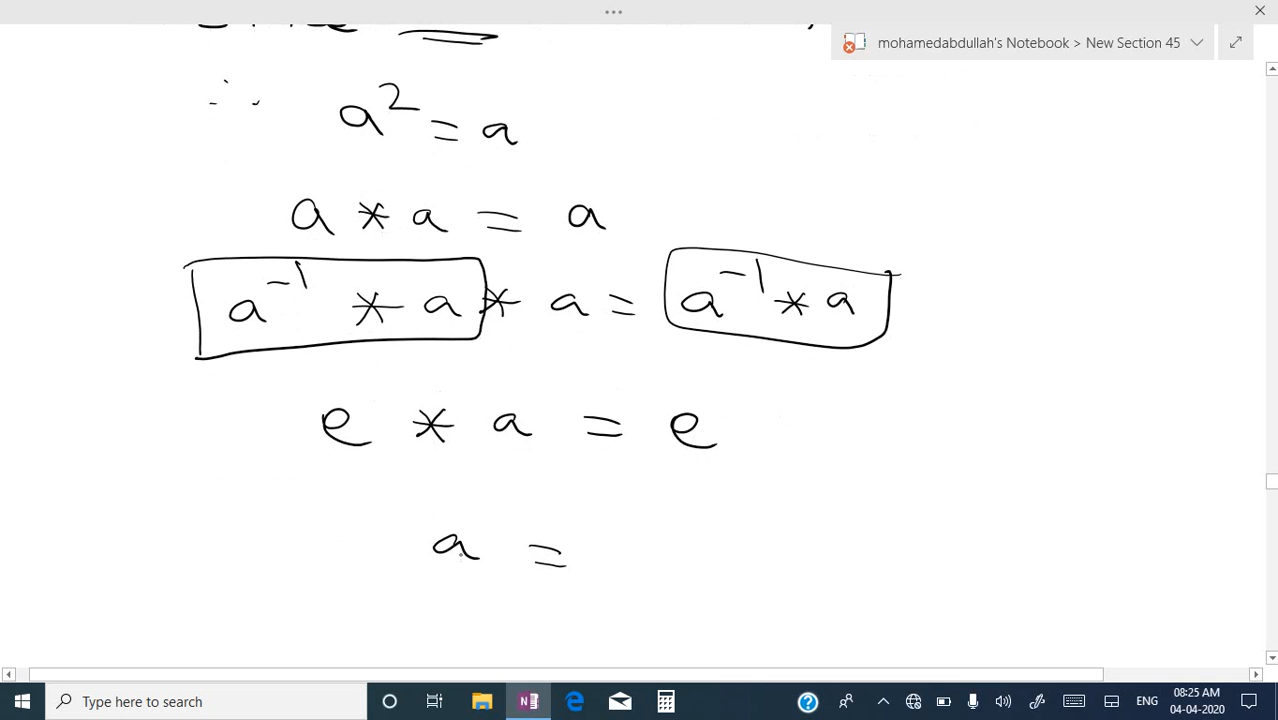 mohamedabdullah's Notebook > New Section 45
∴ a² = a
a * a = a
a⁻¹ * a * a = a⁻¹ * a
e * a = e
a =
Type here to search
ENG
08:25 AM
04-04-2020